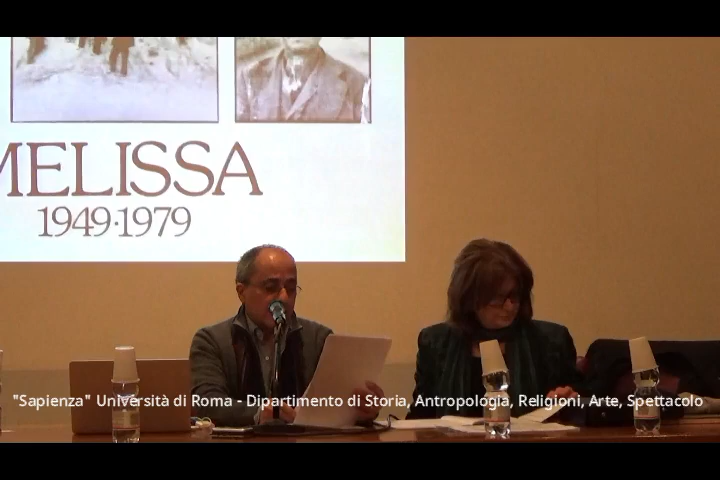 MELISSA
1949·1979
"Sapienza" Università di Roma - Dipartimento di Storia, Antropologia, Religioni, Arte, Spettacolo